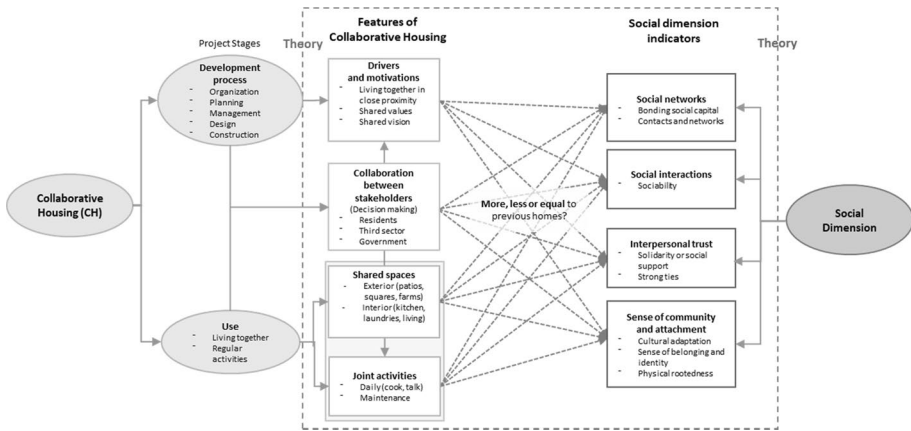 Project Stages
Theory
Features of
Collaborative Housing
Social dimension
indicators
Theory
Collaborative
Housing (CH)
Development
process
- Organization
- Planning
- Management
- Design
- Construction
Use
- Living together
- Regular
activities
Drivers
and motivations
- Living together in
close proximity
- Shared values
- Shared vision
Collaboration
between
stakeholders
(Decision making)
- Residents
- Third sector
- Government
Shared spaces
- Exterior (patios,
squares, farms)
- Interior (kitchen,
laundries, living)
Joint activities
- Daily (cook, talk)
- Maintenance
More, less or equal to
previous homes?
Social networks
- Bonding social capital
- Contacts and networks
Social interactions
- Sociability
Interpersonal trust
- Solidarity or social
support
- Strong ties
Sense of community
and attachment
- Cultural adaptation
- Sense of belonging and
identity
- Physical rootedness
Social
Dimension